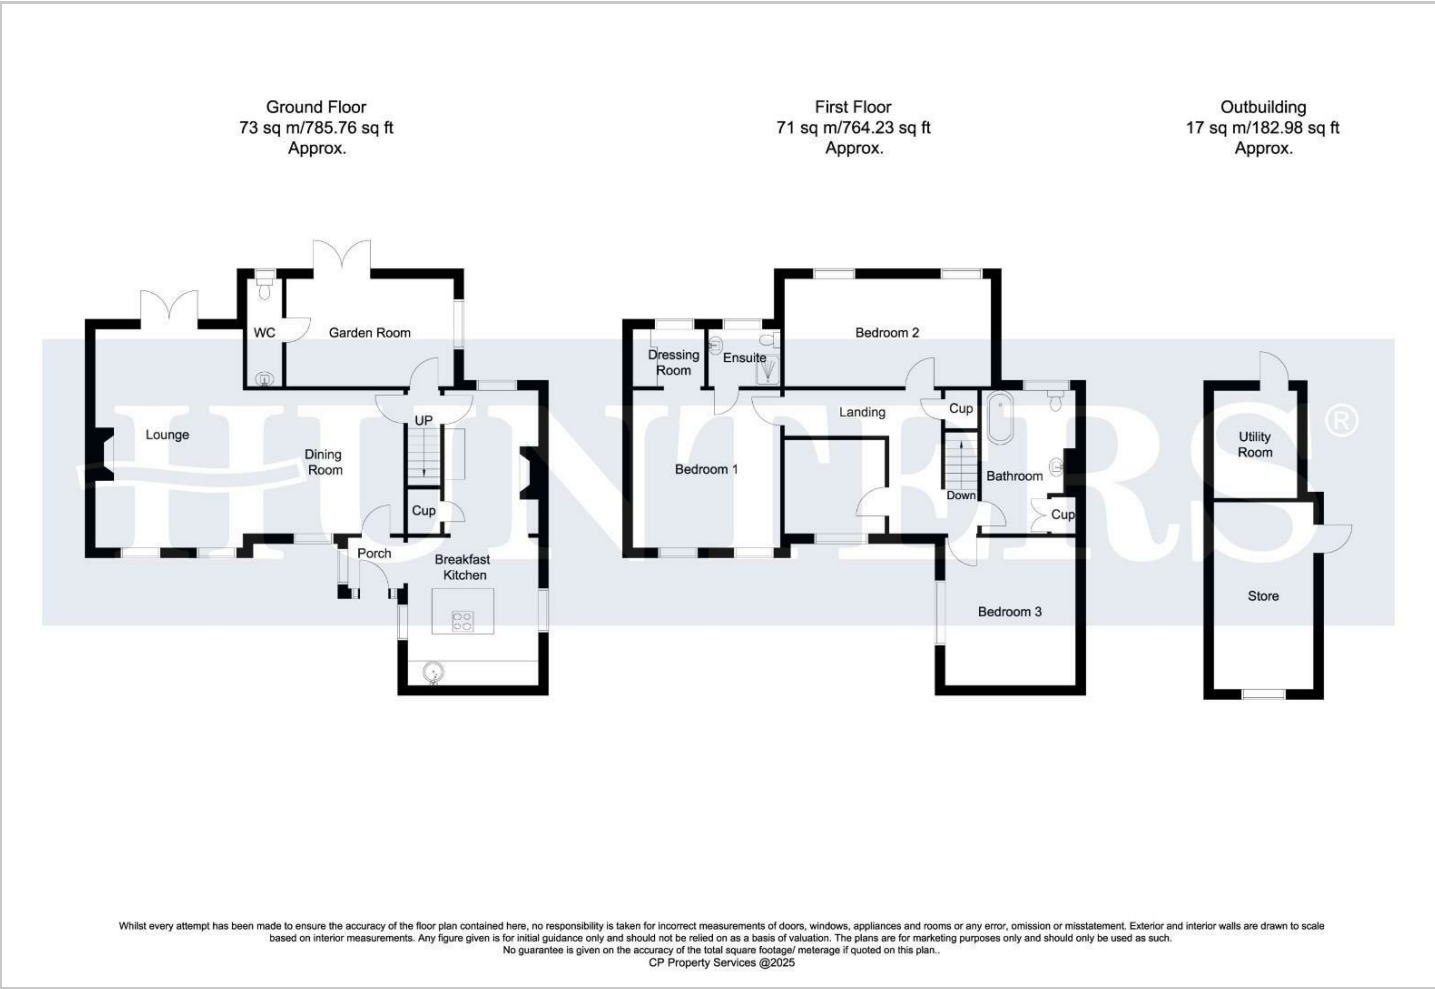 Ground Floor
73 sq m/785.76 sq ft
Approx.
First Floor
71 sq m/764.23 sq ft
Approx.
Outbuilding
17 sq m/182.98 sq ft
Approx.
WC
Garden Room
Lounge
Dining
Room
UP
Cup
Porch
Breakfast
Kitchen
Dressing
Room
Ensuite
Bedroom 2
Landing
Cup
Bedroom 1
Down
Bathroom
Cup
Bedroom 3
Utility
Room
Store
HUNTERS®
Whilst every attempt has been made to ensure the accuracy of the floor plan contained here, no responsibility is taken for incorrect measurements of doors, windows, appliances and rooms or any error, omission or misstatement. Exterior and interior walls are drawn to scale
based on interior measurements. Any figure given is for initial guidance only and should not be relied on as a basis of valuation. The plans are for marketing purposes only and should only be used as such.
No guarantee is given on the accuracy of the total square footage/ meterage if quoted on this plan..
CP Property Services @2025